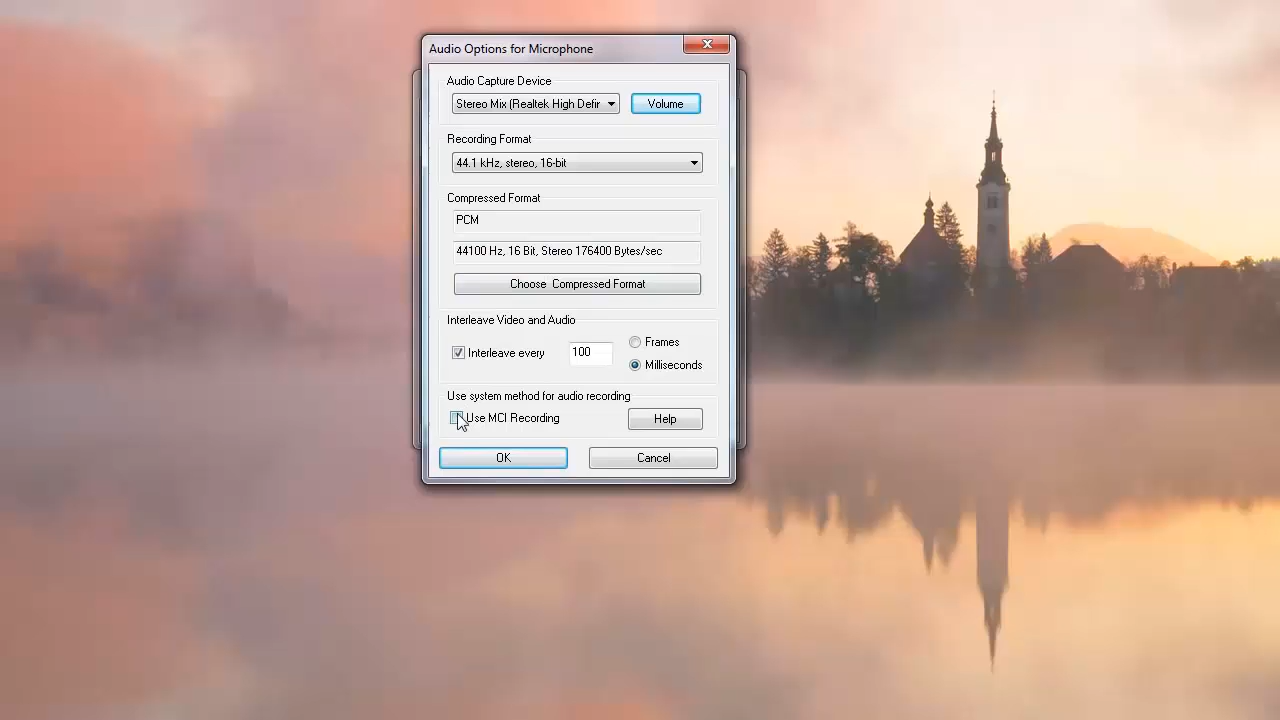 Audio Options for Microphone
Audio Capture Device
Stereo Mix (Realtek High Defir
Volume
Recording Format
44.1 kHz, stereo, 16-bit
Compressed Format
PCM
44100 Hz, 16 Bit, Stereo 176400 Bytes/sec
Choose Compressed Format
Interleave Video and Audio
Interleave every 100
Frames
Milliseconds
Use system method for audio recording
Use MCI Recording
Help
OK
Cancel